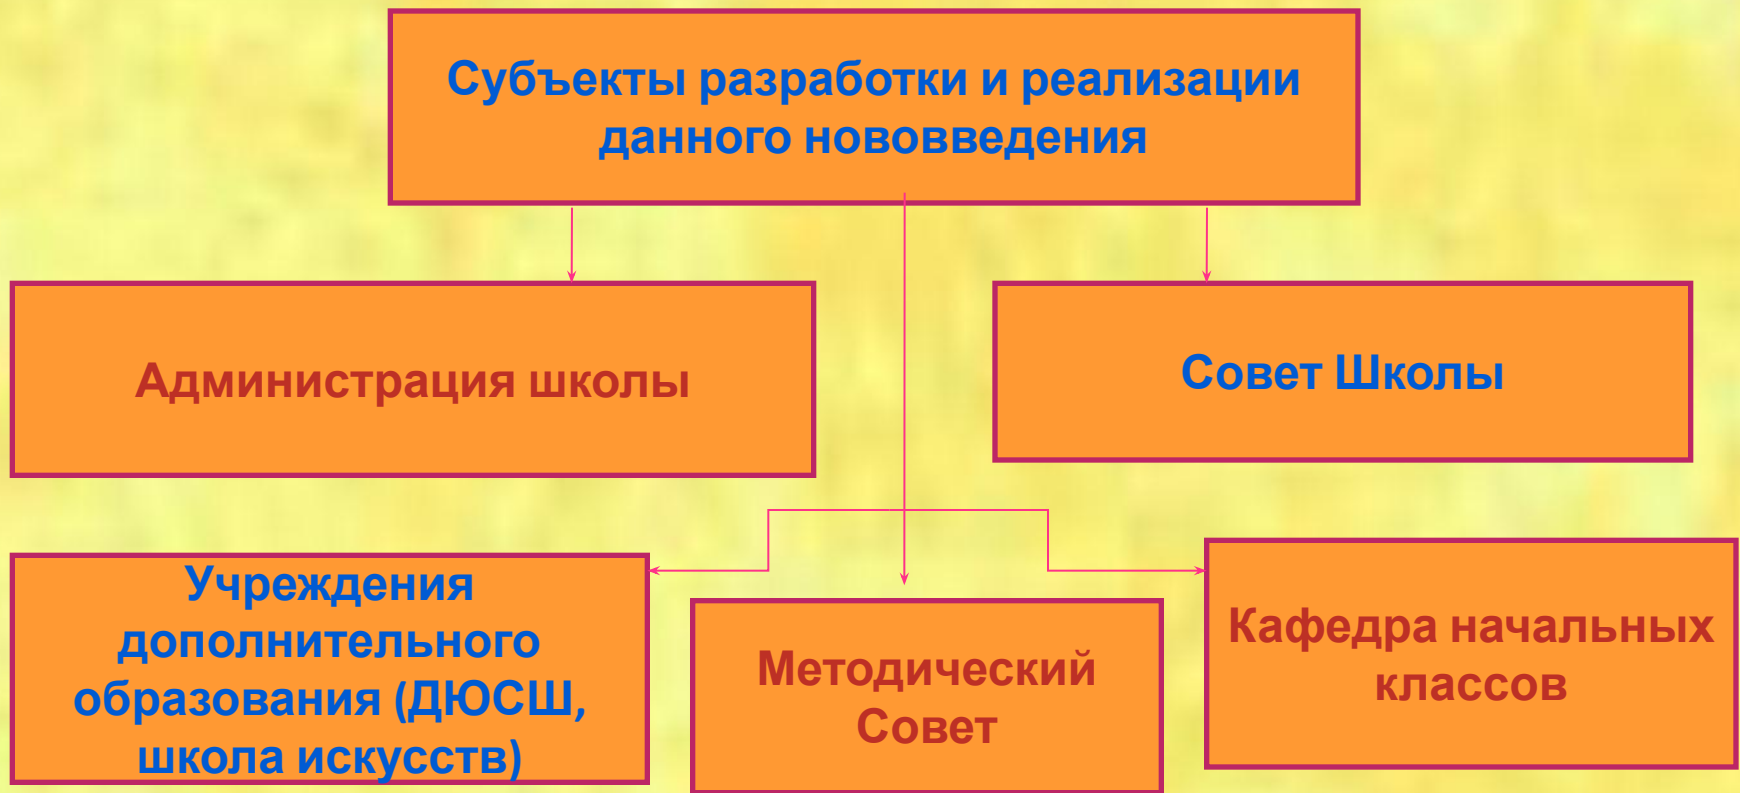 Субъекты разработки и реализации
данного нововведения
Администрация школы
Совет Школы
Учреждения
дополнительного
образования (ДЮСШ,
школа искусств)
Методический
Совет
Кафедра начальных
классов